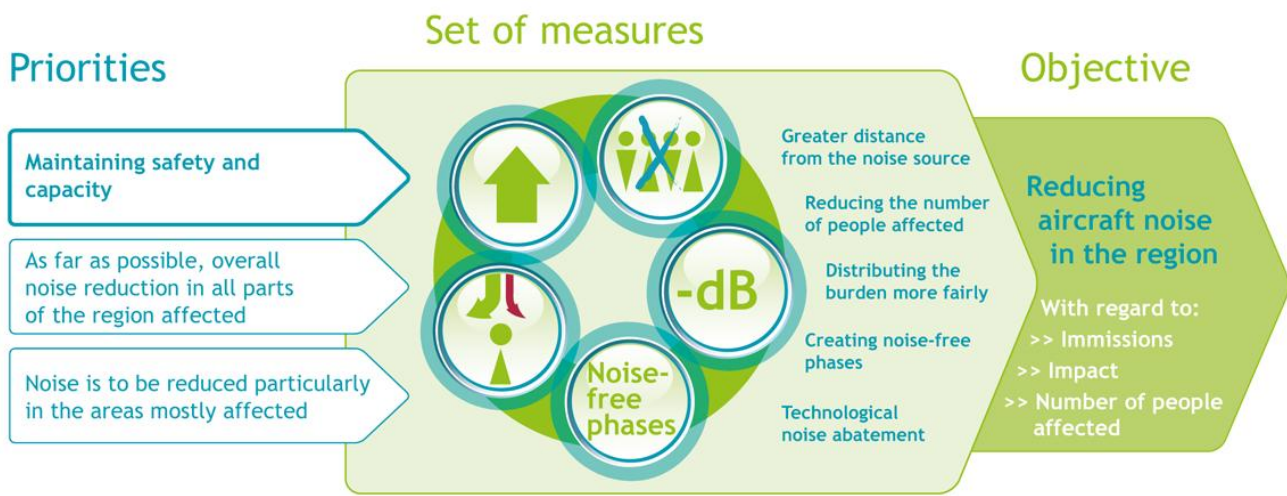 Priorities
Maintaining safety and
capacity
As far as possible, overall
noise reduction in all parts
of the region affected
Noise is to be reduced particularly
in the areas mostly affected
Set of measures
-dB
Noise-
free
phases
Greater distance
from the noise source
Reducing the number
of people affected
Distributing the
burden more fairly
Creating noise-free
phases
Technological
noise abatement
Objective
Reducing
aircraft noise
in the region
With regard to:
>> Immissions
>> Impact
>> Number of people
affected